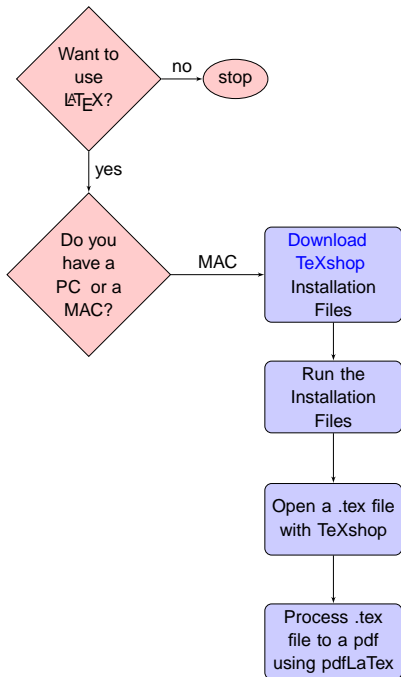 Want to
use
LATEX?
no
stop
yes
Do you
have a
PC or a
MAC?
MAC
Download
TeXshop
Installation
Files
Run the
Installation
Files
Open a .tex file
with TeXshop
Process .tex
file to a pdf
using pdfLaTex